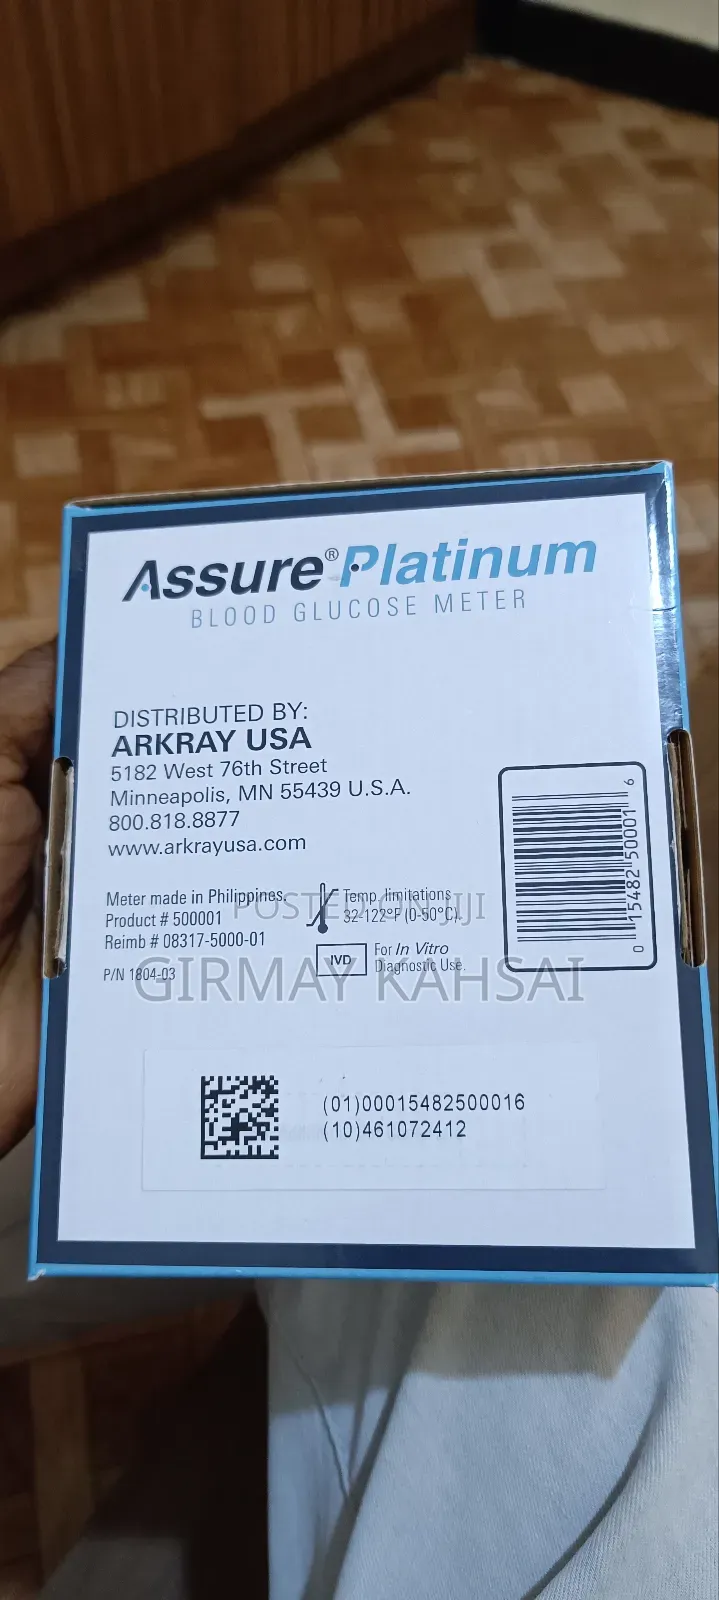 Assure® Platinum
BLOOD GLUCOSE METER
DISTRIBUTED BY:
ARKRAY USA
5182 West 76th Street
Minneapolis, MN 55439 U.S.A.
800.818.8877
www.arkrayusa.com
Meter made in Philippines.
Product # 500001
Reimb # 08317-5000-01
P/N 1804-03
Temp. limitations
32-122°F (0-50°C).
IVD
For In Vitro
Diagnostic Use.
0 15482 50001 6
POSTED ON JIJI
GIRMAY KAHSAI
(01)00015482500016
(10)461072412